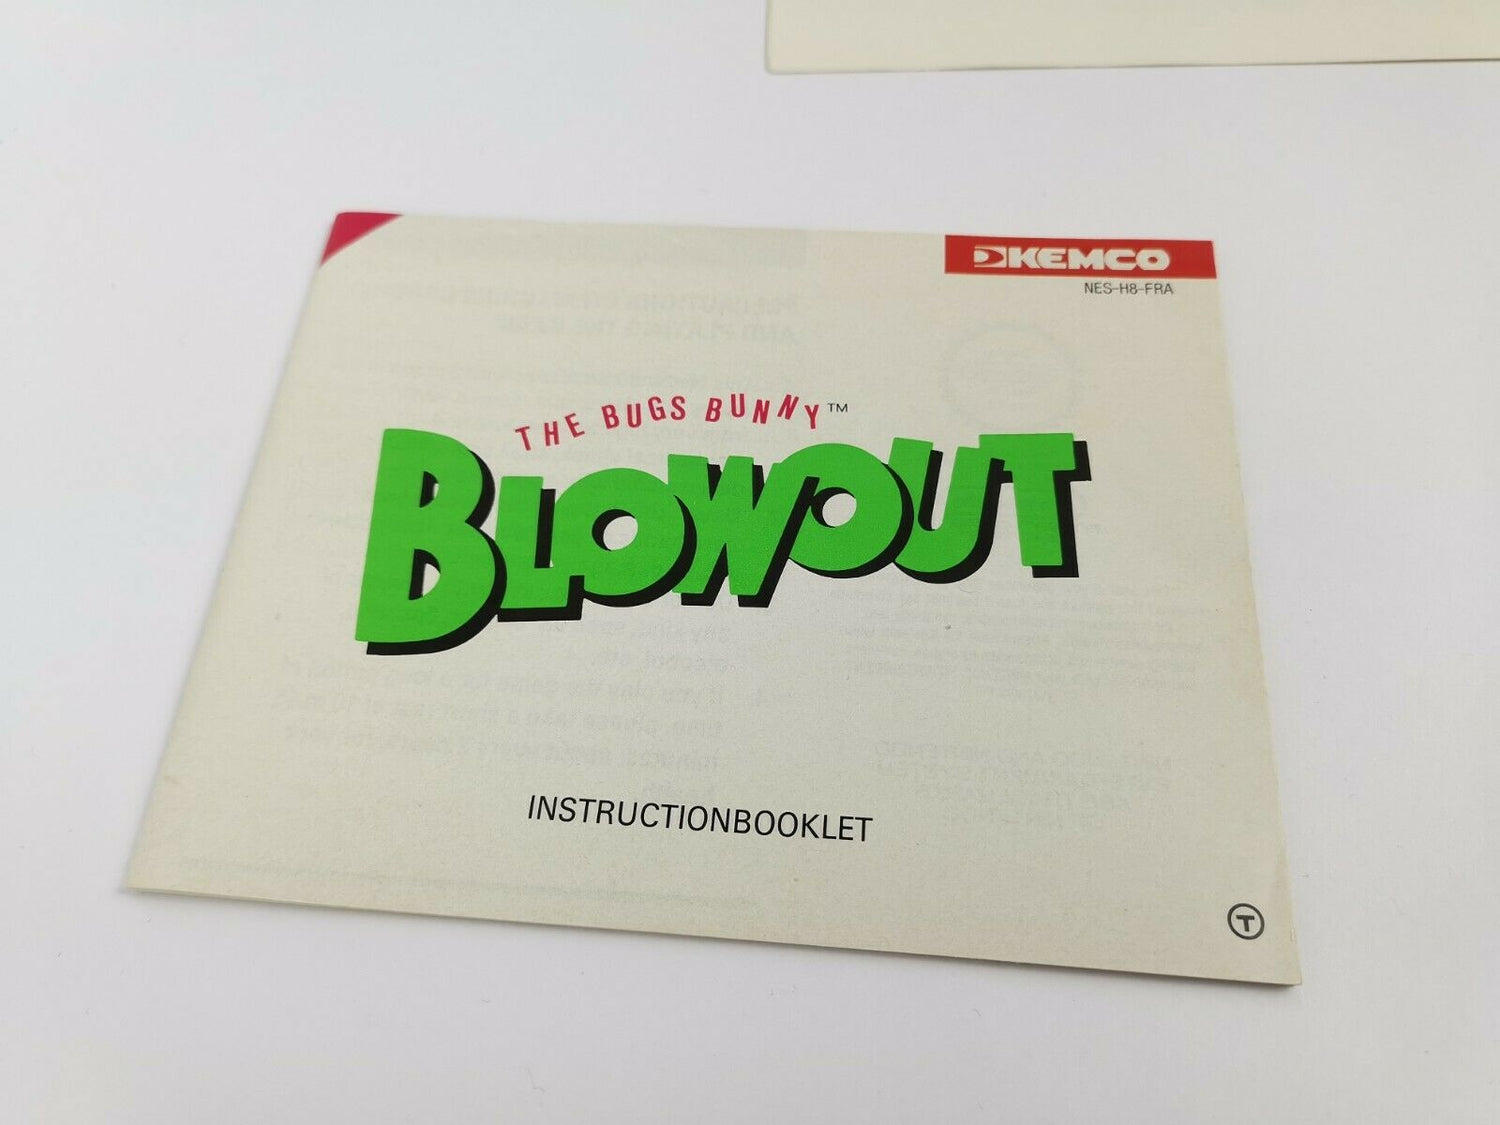 KEMCO
NES-H8-FRA
THE BUGS BUNNY™
BLOWOUT
INSTRUCTIONBOOKLET
T